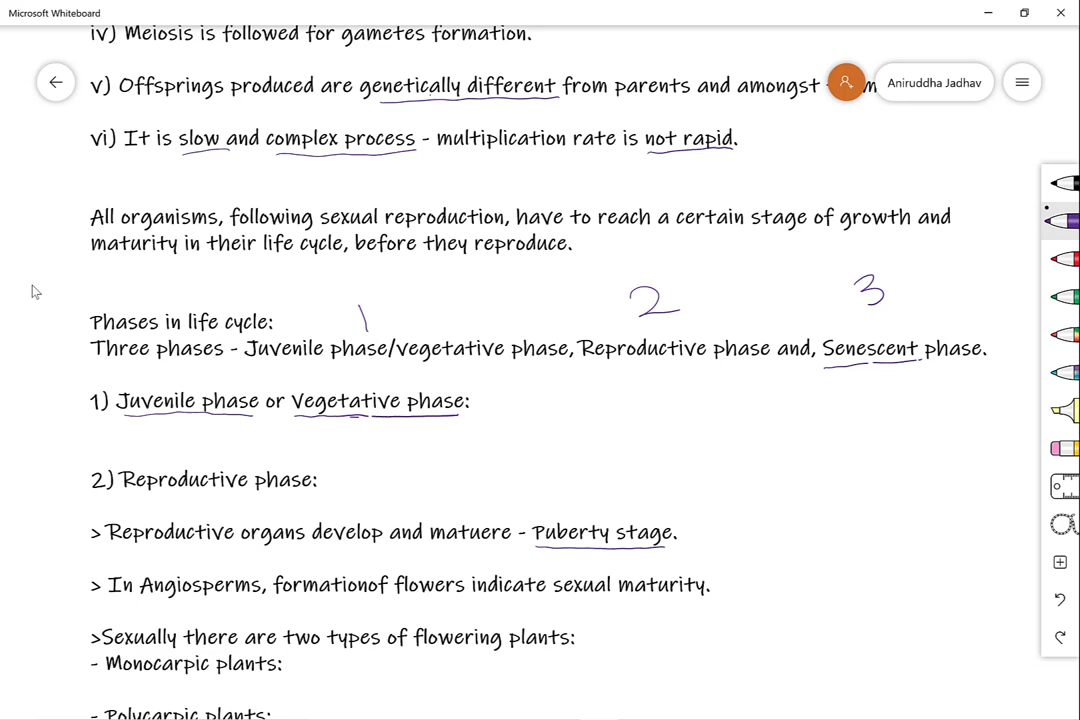 Microsoft Whiteboard
iv) Meiosis is followed for gametes formation.
v) Offsprings produced are genetically different from parents and amongst
Aniruddha Jadhav
vi) It is slow and complex process - multiplication rate is not rapid.
All organisms, following sexual reproduction, have to reach a certain stage of growth and
maturity in their life cycle, before they reproduce.
1 2 3
Phases in life cycle:
Three phases - Juvenile phase/vegetative phase, Reproductive phase and, Senescent phase.
1) Juvenile phase or Vegetative phase:
2) Reproductive phase:
> Reproductive organs develop and matuere - Puberty stage.
> In Angiosperms, formationof flowers indicate sexual maturity.
>Sexually there are two types of flowering plants:
- Monocarpic plants:
- Polycarpic plants: